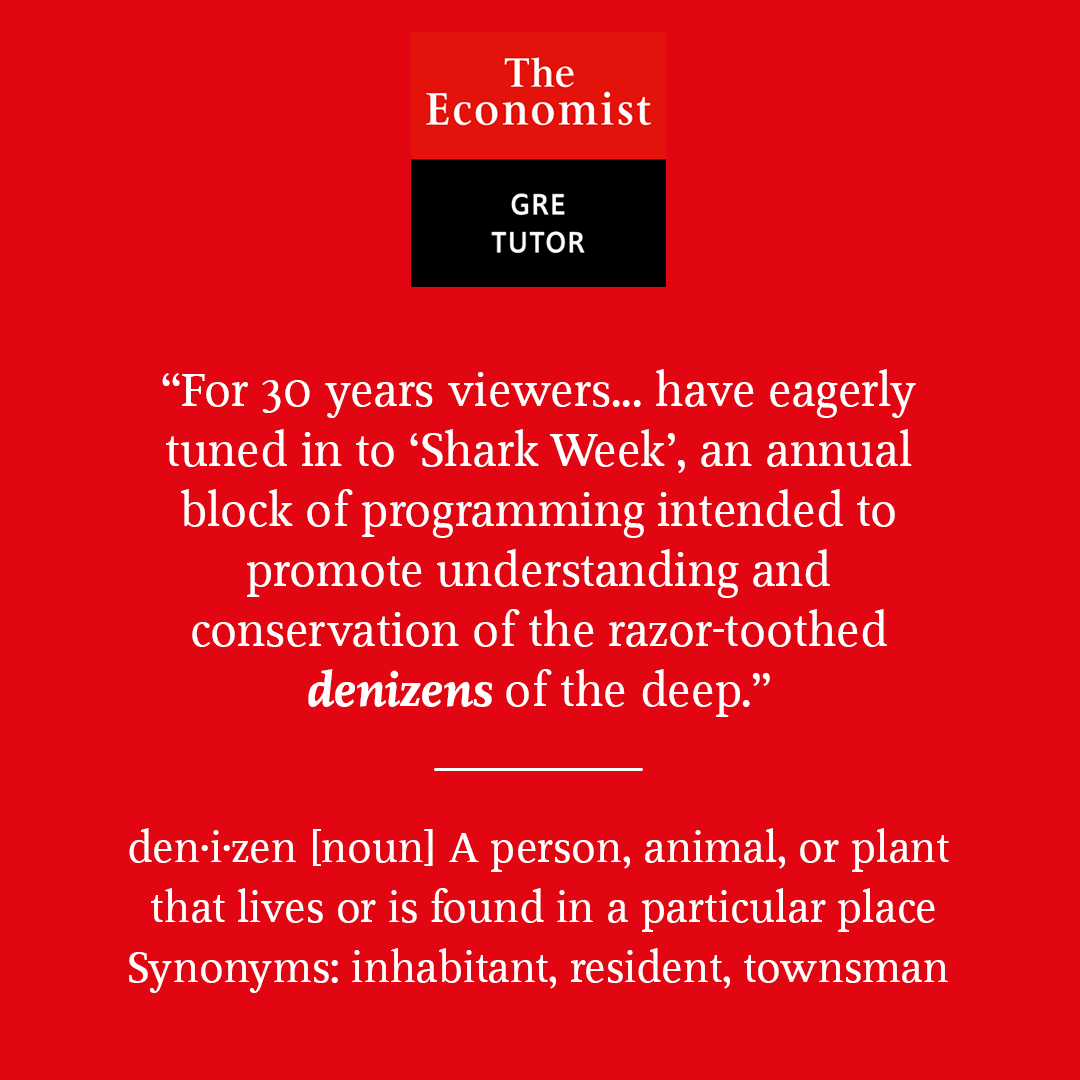 The
Economist
GRE
TUTOR
“For 30 years viewers... have eagerly
tuned in to ‘Shark Week’, an annual
block of programming intended to
promote understanding and
conservation of the razor-toothed
denizens of the deep.”
den·i·zen [noun] A person, animal, or plant
that lives or is found in a particular place
Synonyms: inhabitant, resident, townsman